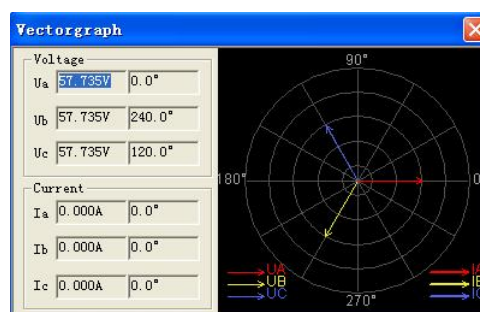 Vectorgraph
Voltage
Ua 57.735V 0.0°
Ub 57.735V 240.0°
Uc 57.735V 120.0°
Current
Ia 0.000A 0.0°
Ib 0.000A 0.0°
Ic 0.000A 0.0°
90°
180°
0
270°
UA
UB
UC
IA